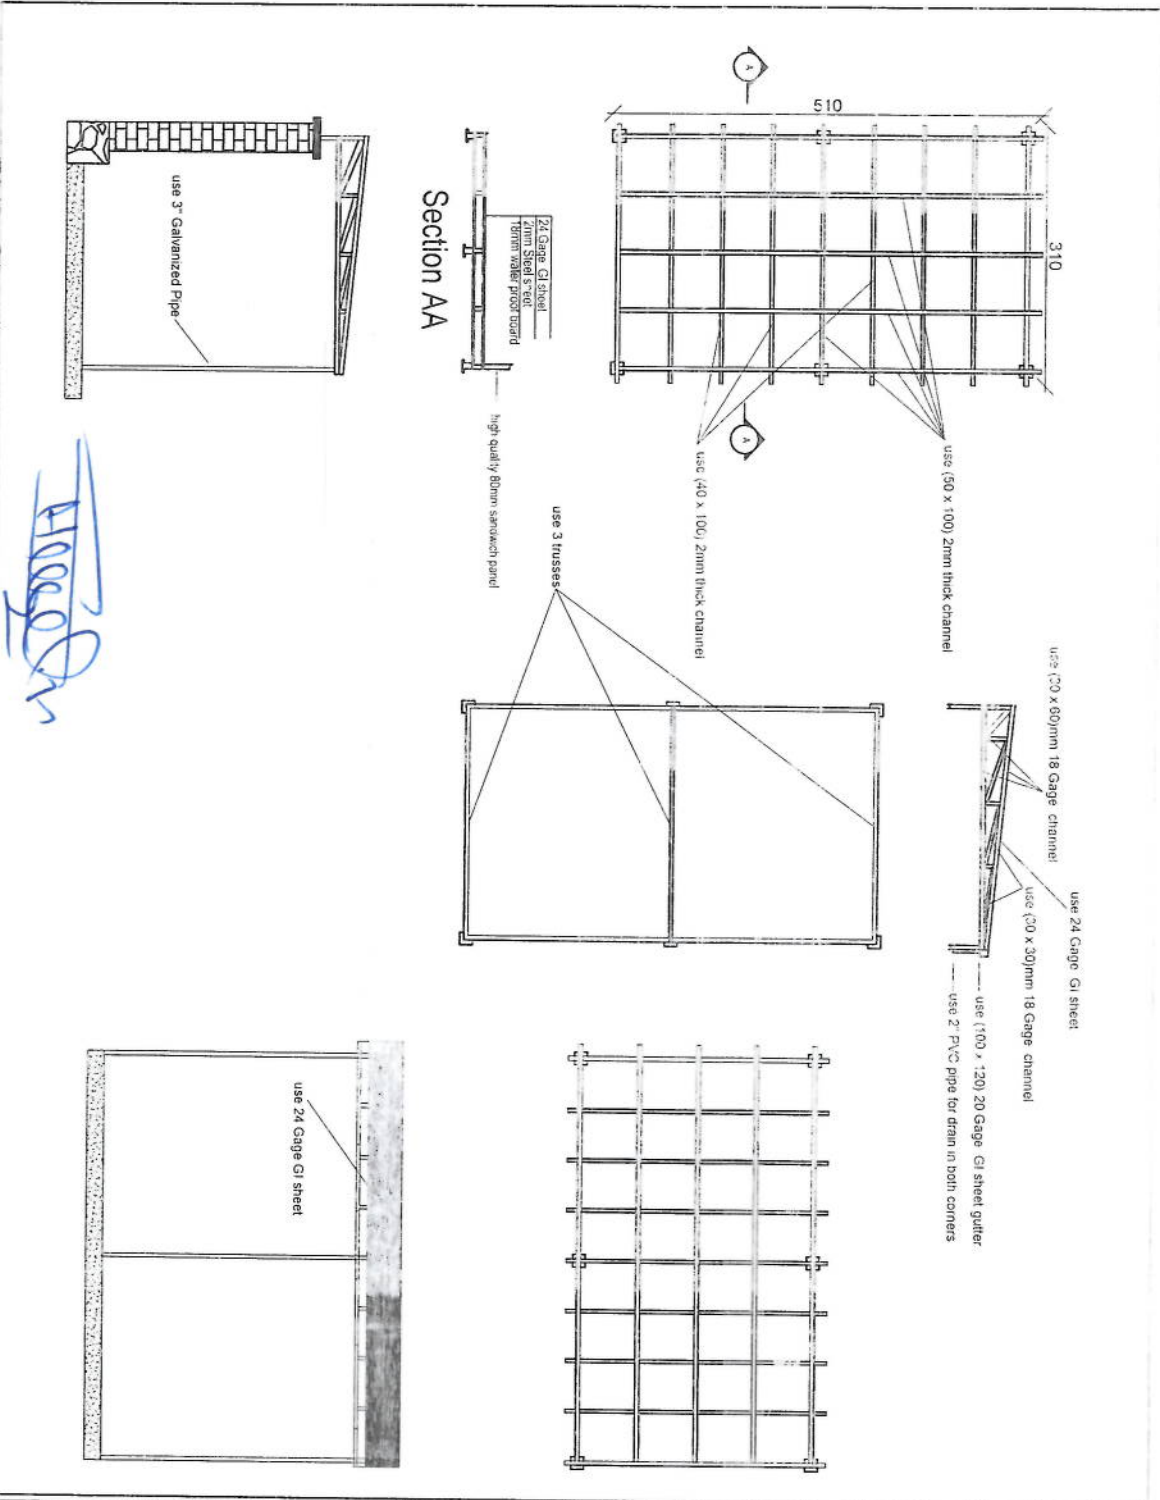 A
510
310
A
24 Gage GI sheet
2mm Steel sheet
18mm water proof board
Section AA
high quality 80mm sandwich panel
use (50 x 100) 2mm thick channel
use (40 x 100) 2mm thick channel
use 3" Galvanized Pipe
use 3 trusses
use (30 x 60)mm 18 Gage channel
use 24 Gage GI sheet
use (30 x 30)mm 18 Gage channel
use (100 x 120) 20 Gage GI sheet gutter
use 2" PVC pipe for drain in both corners
use 24 Gage GI sheet